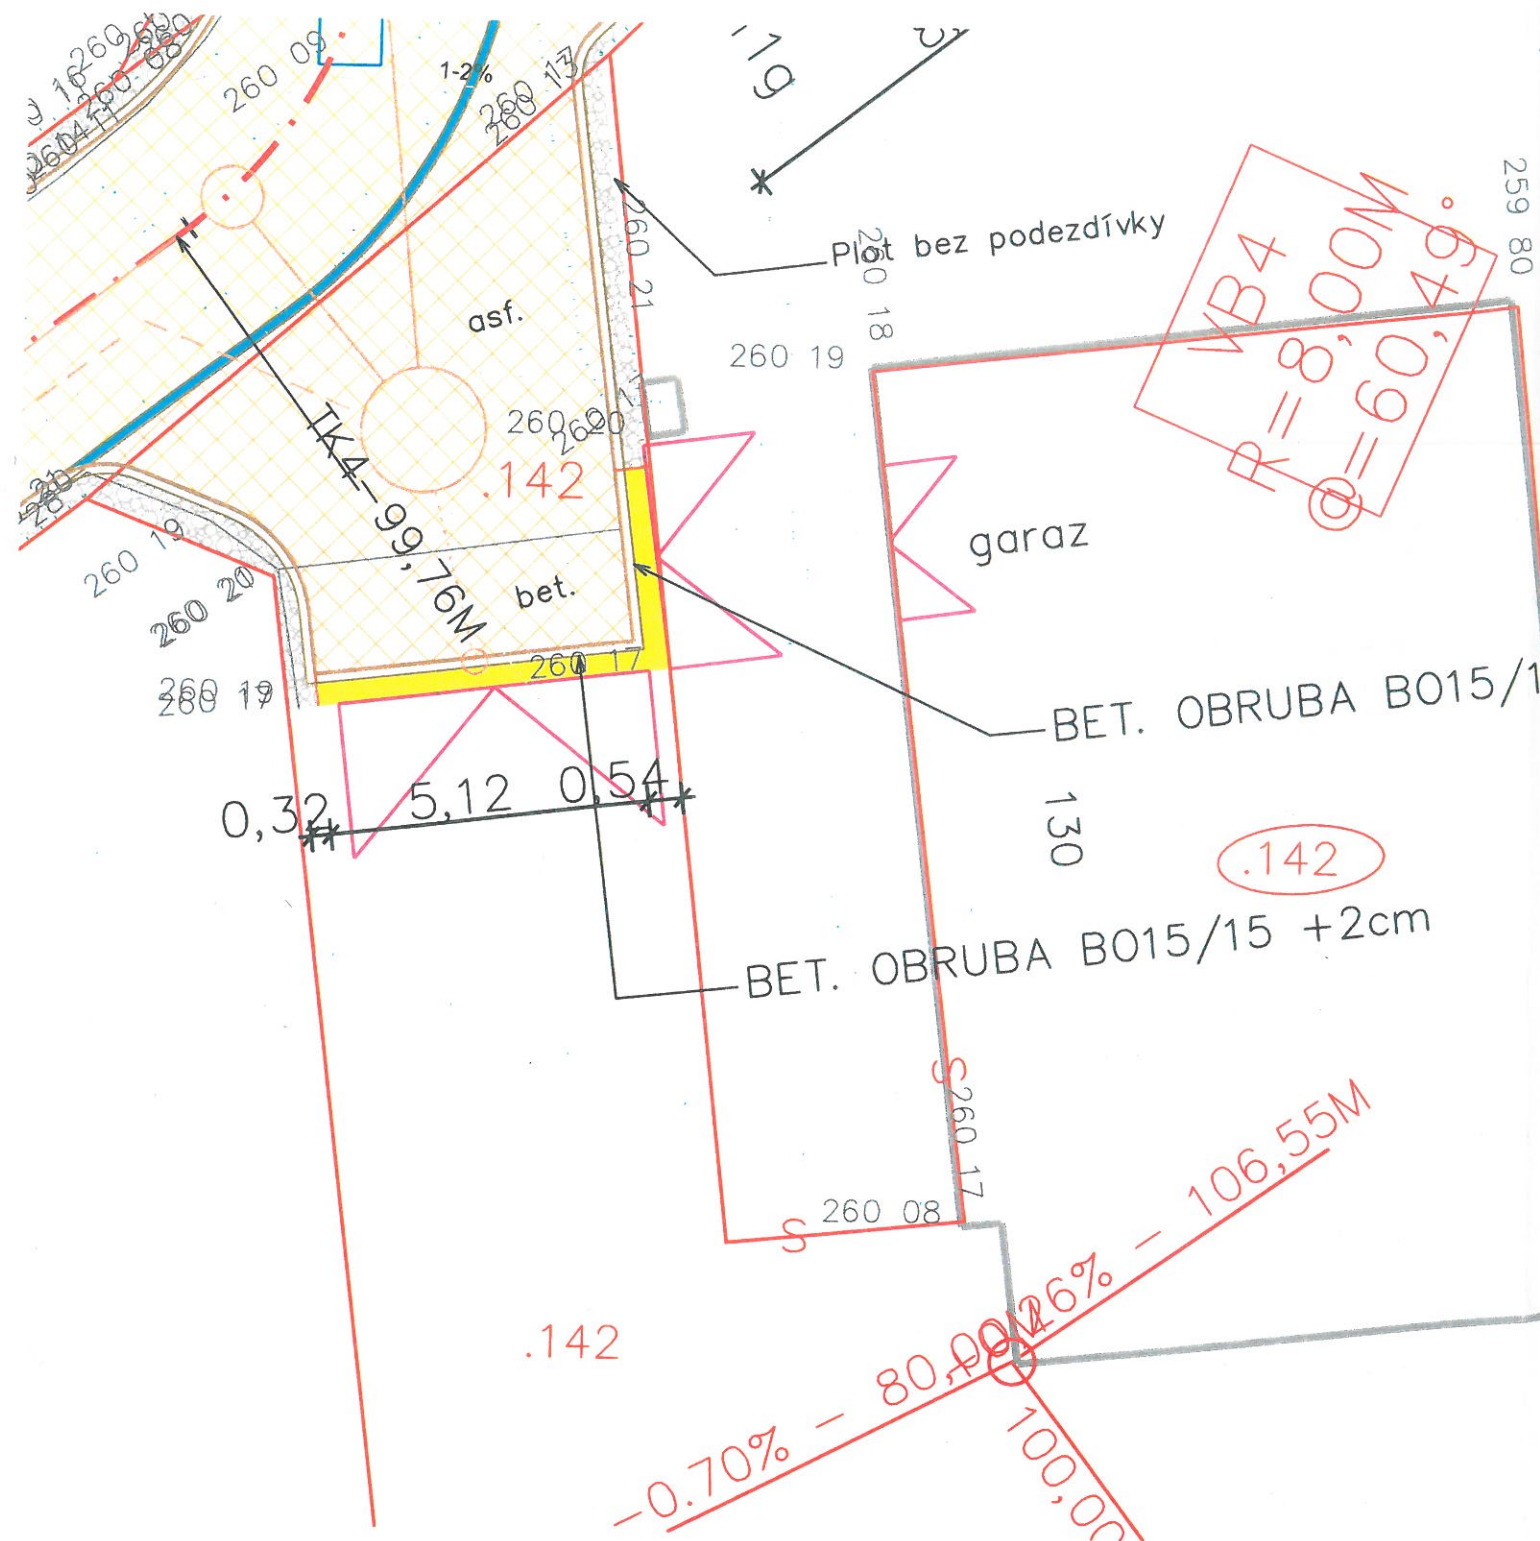 260 09
1-2%
260 13
,19
Plot bez podezdívky
260 21
260 18
260 19
259 80
VB4
R=8,00M
@=60,49.
asf.
260 20
.142
TK4-99,76M
garaz
bet.
260 19
260 20
260 19
260 17
BET. OBRUBA BO15/1
0,32
5,12
0,54
130
.142
BET. OBRUBA BO15/15 +2cm
S
260 17
260 08
S
.142
-0.70% - 80,00M
26% - 106,55M
100,00